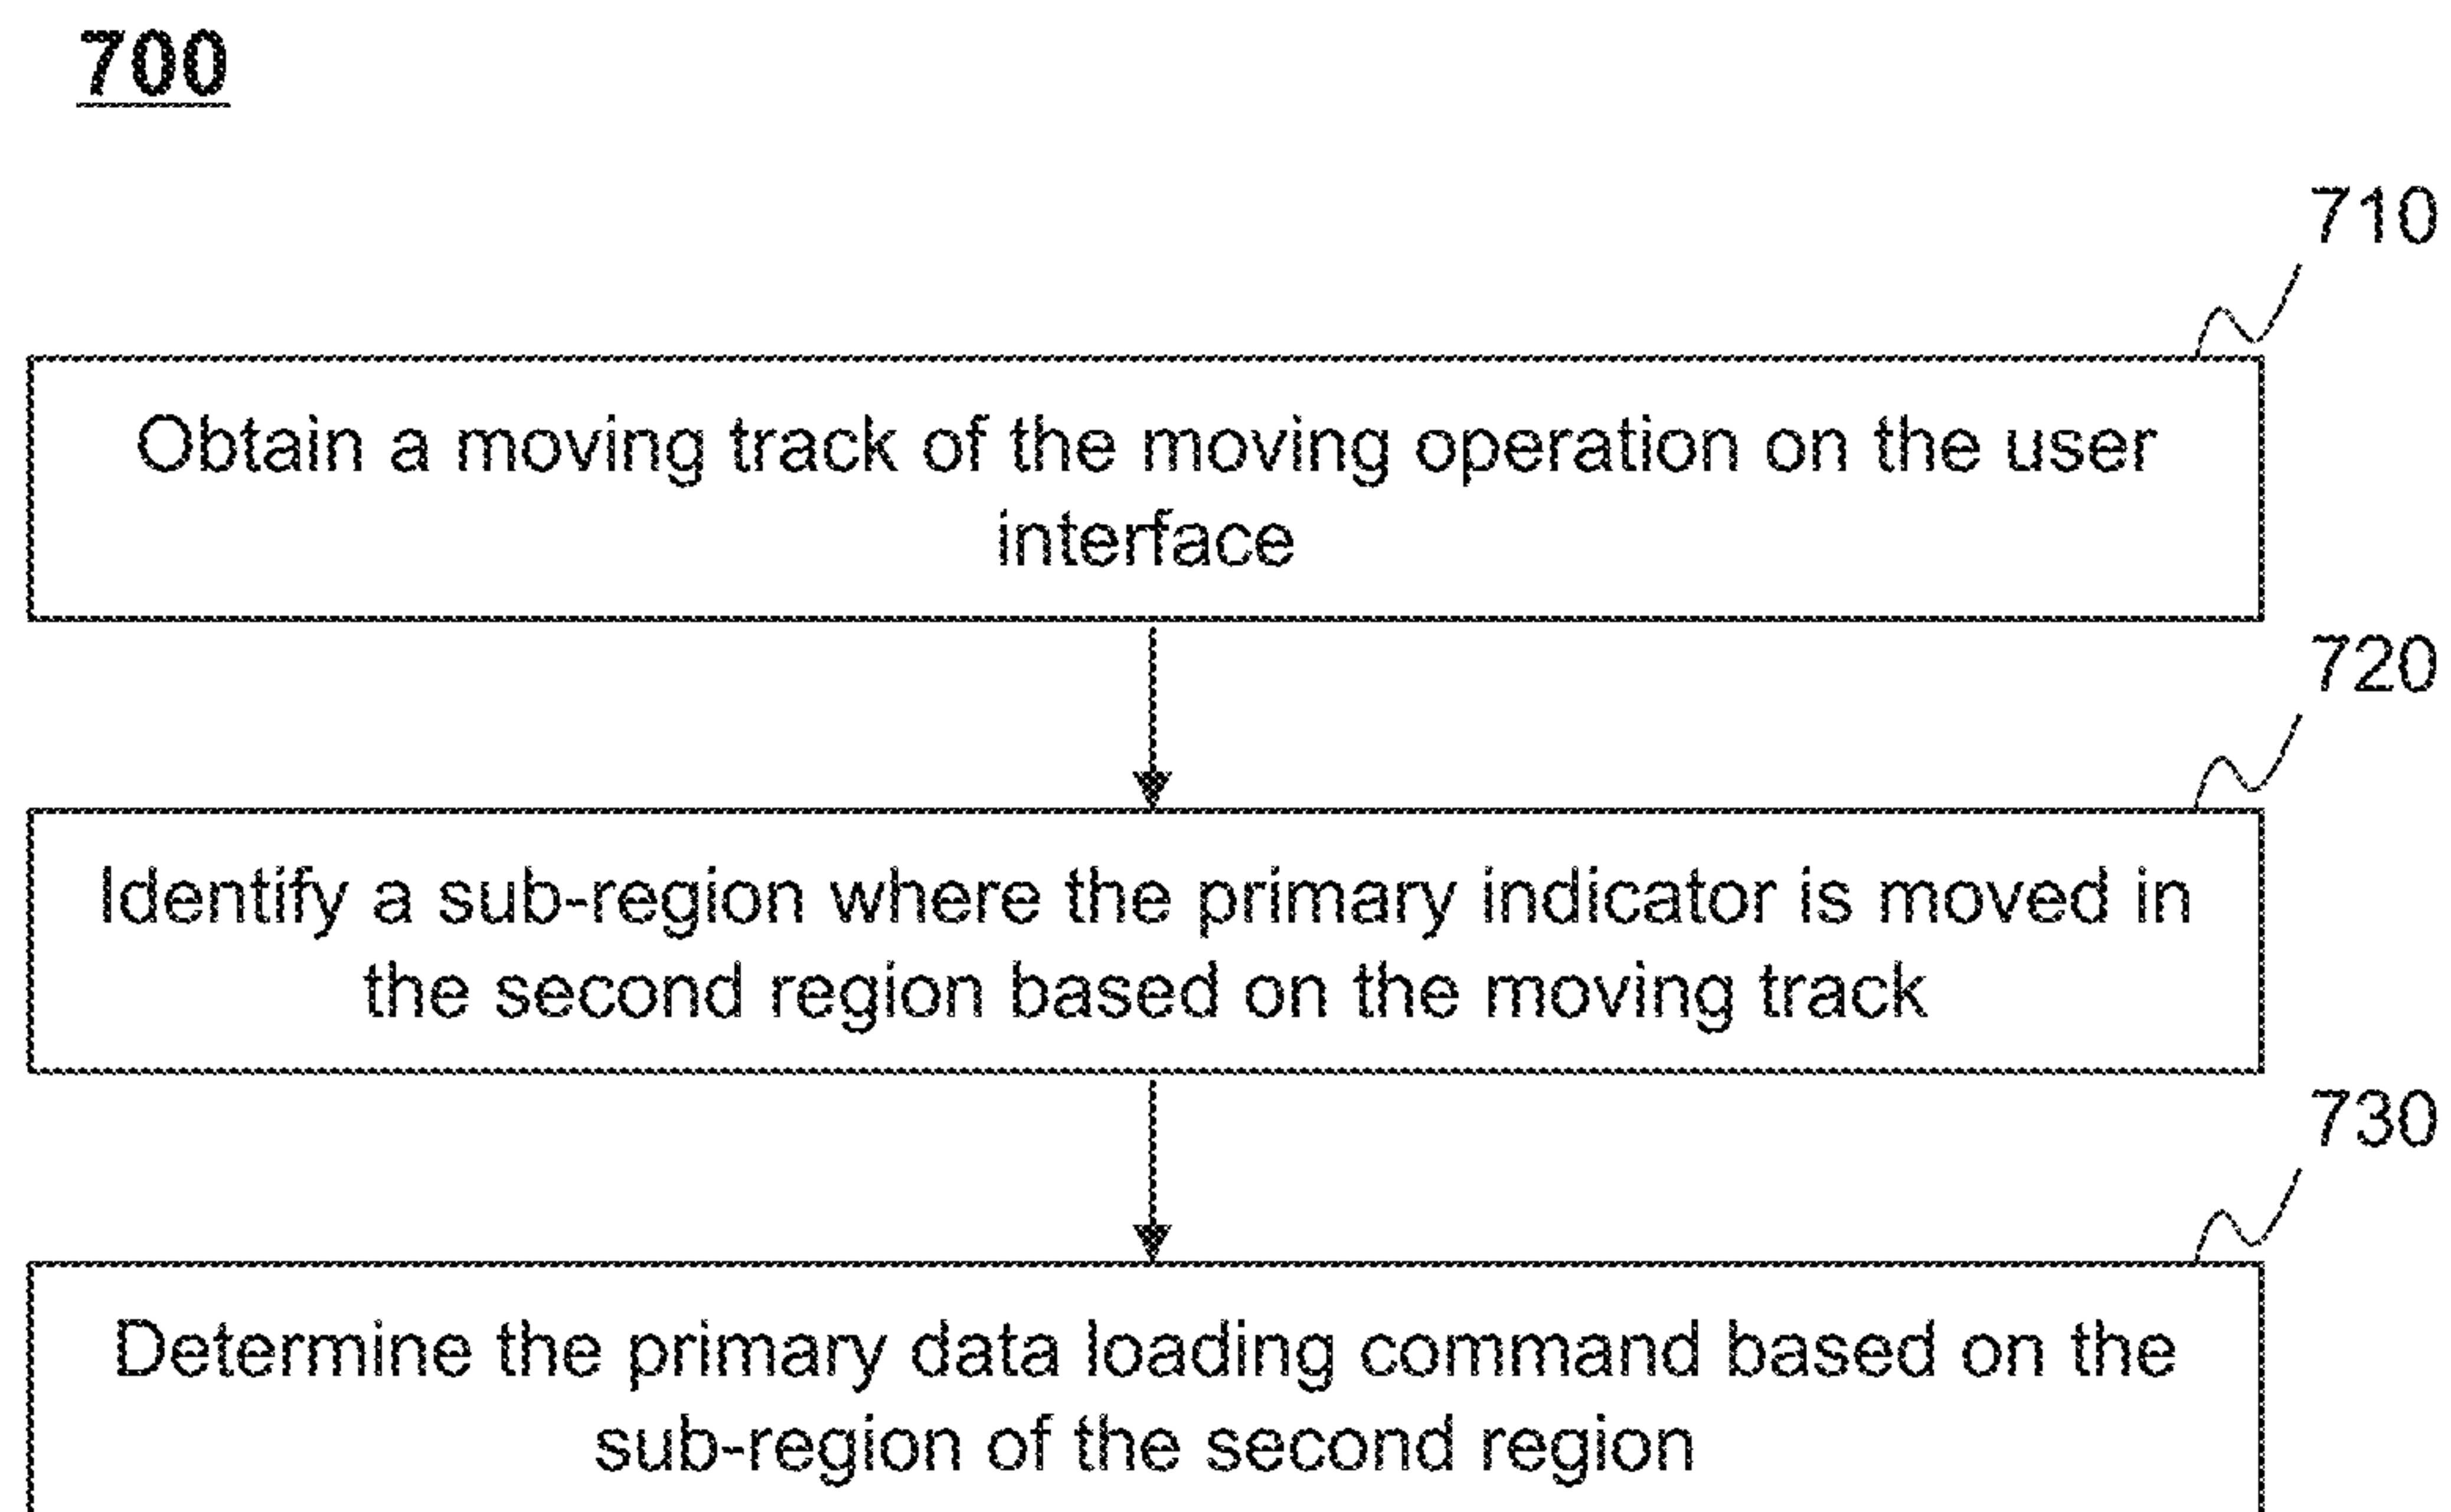 700
710
Obtain a moving track of the moving operation on the user
interface
720
Identify a sub-region where the primary indicator is moved in
the second region based on the moving track
730
Determine the primary data loading command based on the
sub-region of the second region